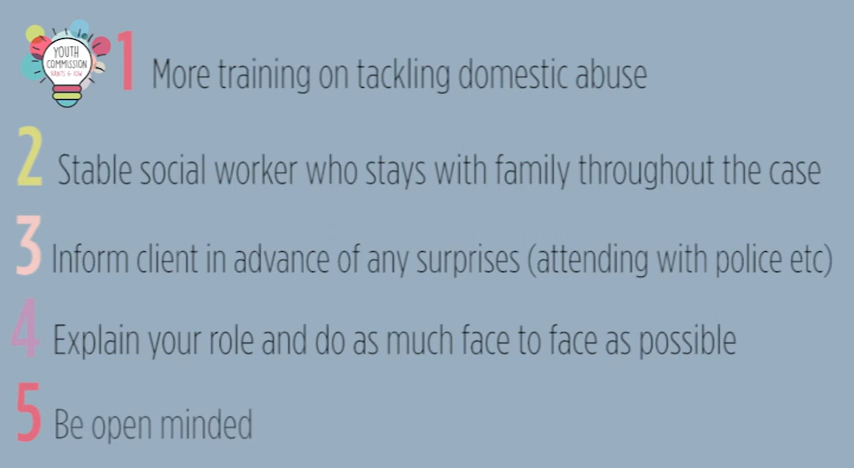 YOUTH
COMMISSION
HANTS & IOW
1 More training on tackling domestic abuse
2 Stable social worker who stays with family throughout the case
3 Inform client in advance of any surprises (attending with police etc)
4 Explain your role and do as much face to face as possible
5 Be open minded